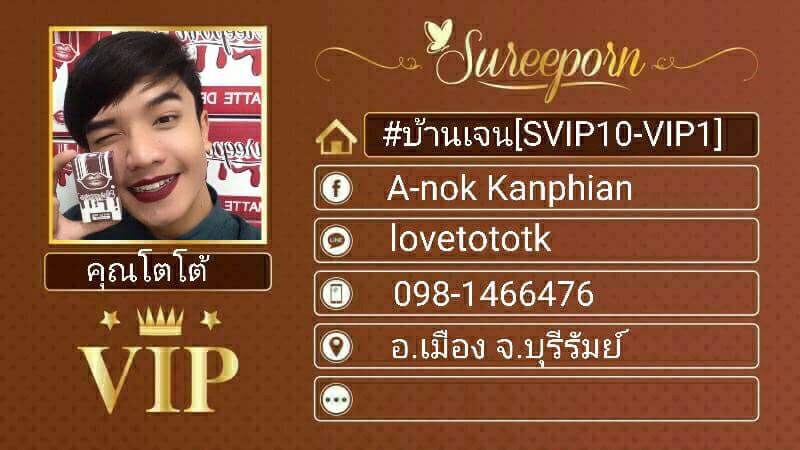 Sureeporn
#บ้านเจน[SVIP10-VIP1]
A-nok Kanphian
LINE
lovetototk
098-1466476
อ.เมือง จ.บุรีรัมย์
คุณโตโต้
VIP